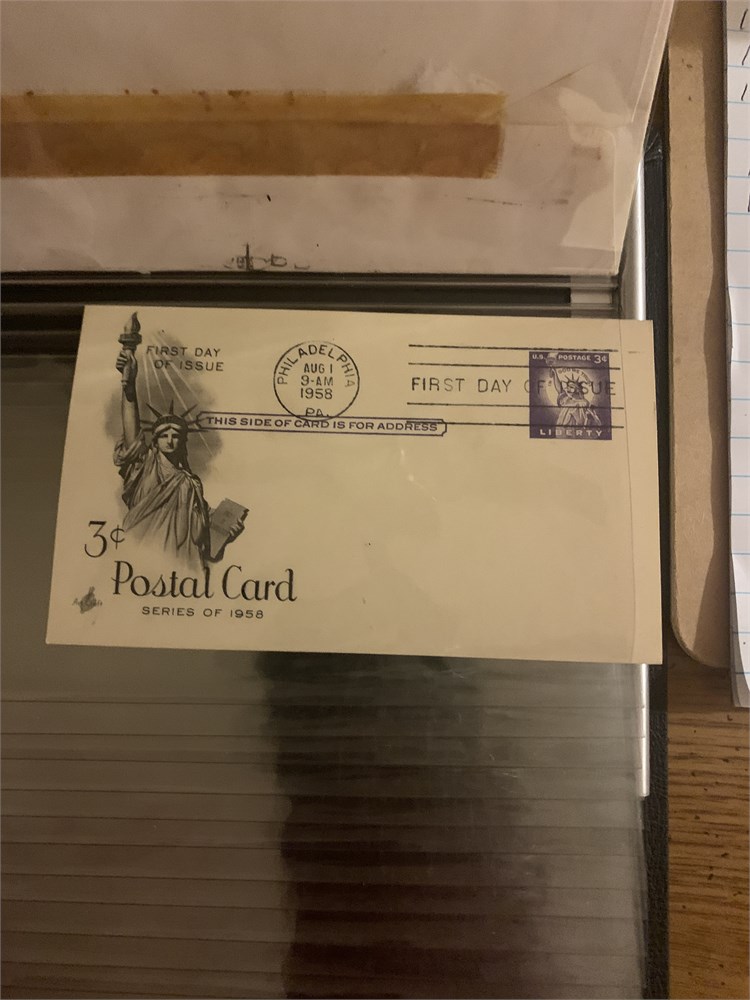 FIRST DAY
OF ISSUE
PHILADELPHIA
AUG 1
9-AM
1958
PA.
FIRST DAY OF ISSUE
U.S. POSTAGE 3¢
LIBERTY
THIS SIDE OF CARD IS FOR ADDRESS
3¢
Postal Card
SERIES OF 1958